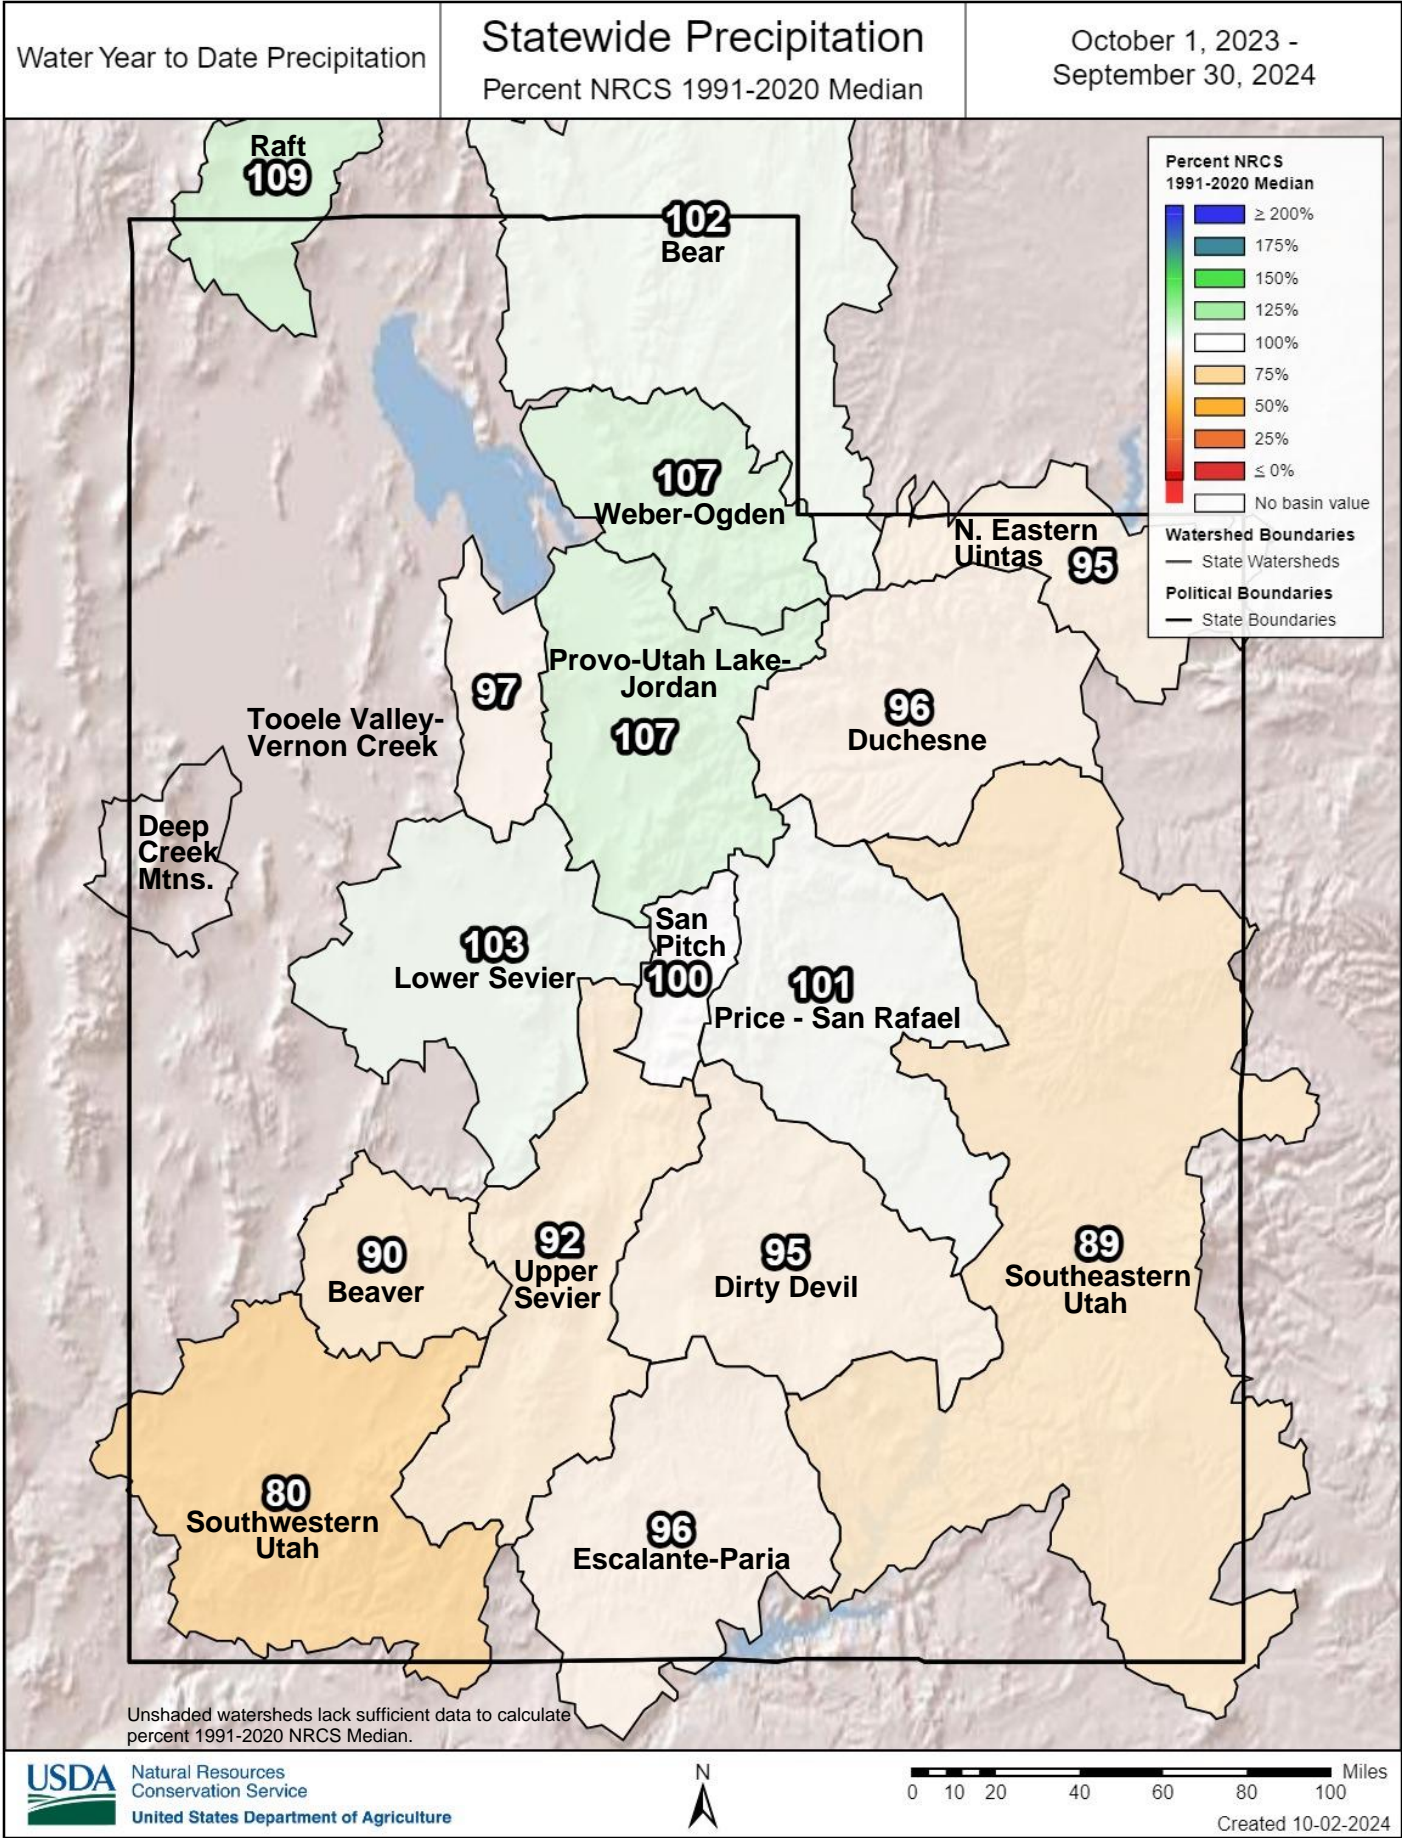 Water Year to Date Precipitation
Statewide Precipitation
Percent NRCS 1991-2020 Median
October 1, 2023 -
September 30, 2024
Raft
109
102
Bear
Percent NRCS
1991-2020 Median
≥ 200%
175%
150%
125%
100%
75%
50%
25%
≤ 0%
No basin value
Watershed Boundaries
State Watersheds
Political Boundaries
State Boundaries
107
Weber-Ogden
N. Eastern
Uintas
95
Provo-Utah Lake-
Jordan
107
97
Tooele Valley-
Vernon Creek
96
Duchesne
Deep
Creek
Mtns.
103
Lower Sevier
San
Pitch
100
101
Price - San Rafael
90
Beaver
92
Upper
Sevier
95
Dirty Devil
89
Southeastern
Utah
80
Southwestern
Utah
96
Escalante-Paria
Unshaded watersheds lack sufficient data to calculate
percent 1991-2020 NRCS Median.
USDA
Natural Resources
Conservation Service
United States Department of Agriculture
N
Miles
0 10 20 40 60 80 100
Created 10-02-2024